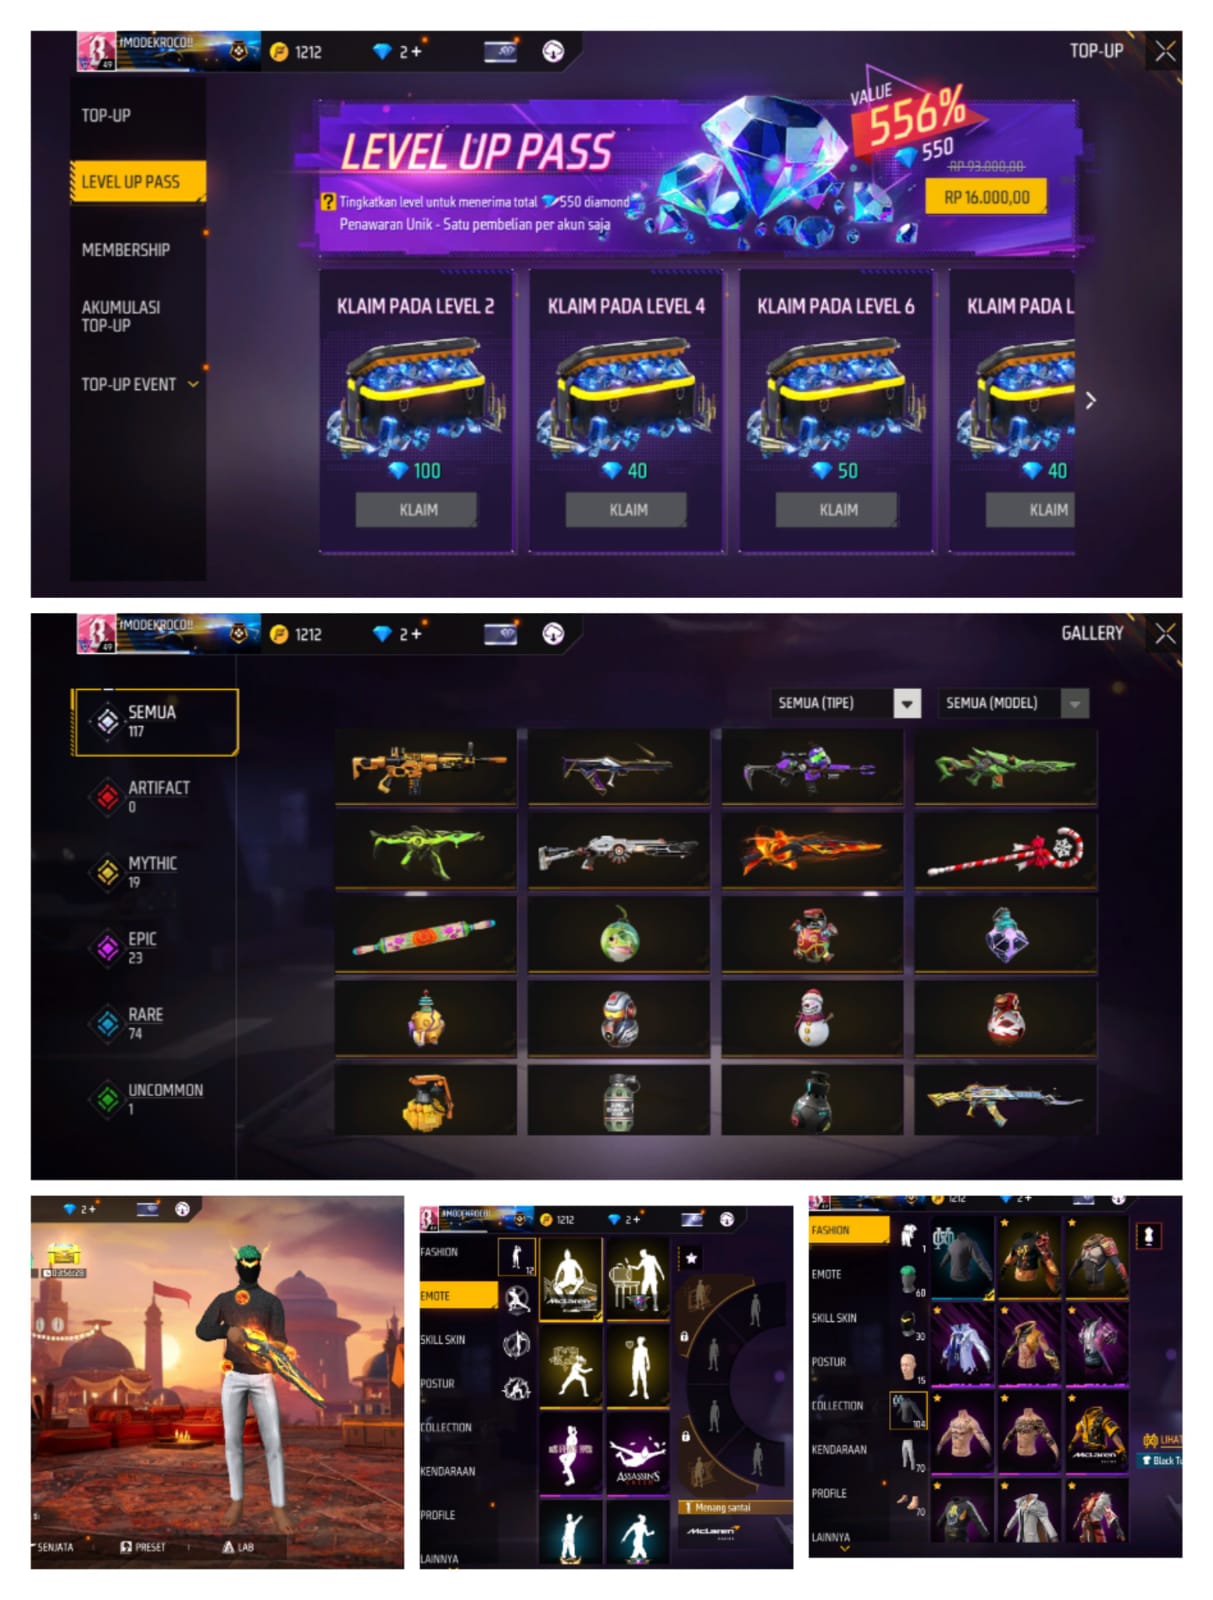 #MODEKROCO!!
49
1212
2+
TOP-UP
TOP-UP
LEVEL UP PASS
MEMBERSHIP
AKUMULASI
TOP-UP
TOP-UP EVENT
LEVEL UP PASS
VALUE
556%
550
RP 93.000,00
RP 16.000,00
? Tingkatkan level untuk menerima total 550 diamond
Penawaran Unik - Satu pembelian per akun saja
KLAIM PADA LEVEL 2
KLAIM PADA LEVEL 4
KLAIM PADA LEVEL 6
KLAIM PADA L
100
40
50
40
KLAIM
KLAIM
KLAIM
KLAIM
#MODEKROCO!!
49
1212
2+
GALLERY
SEMUA
117
ARTIFACT
0
MYTHIC
19
EPIC
23
RARE
74
UNCOMMON
1
SEMUA (TIPE)
SEMUA (MODEL)
2+
SENJATA
PRESET
LAB
#MODEKROCO!!
1212
2+
FASHION
EMOTE
SKILL SKIN
POSTUR
COLLECTION
KENDARAAN
PROFILE
LAINNYA
12
McLaren
ASSASSIN'S
CREED
1 Menang santai
McLaren
1212
2+
FASHION
EMOTE
SKILL SKIN
POSTUR
COLLECTION
KENDARAAN
PROFILE
LAINNYA
1
60
30
15
104
70
70
McLaren
LIHAT
Black Tu